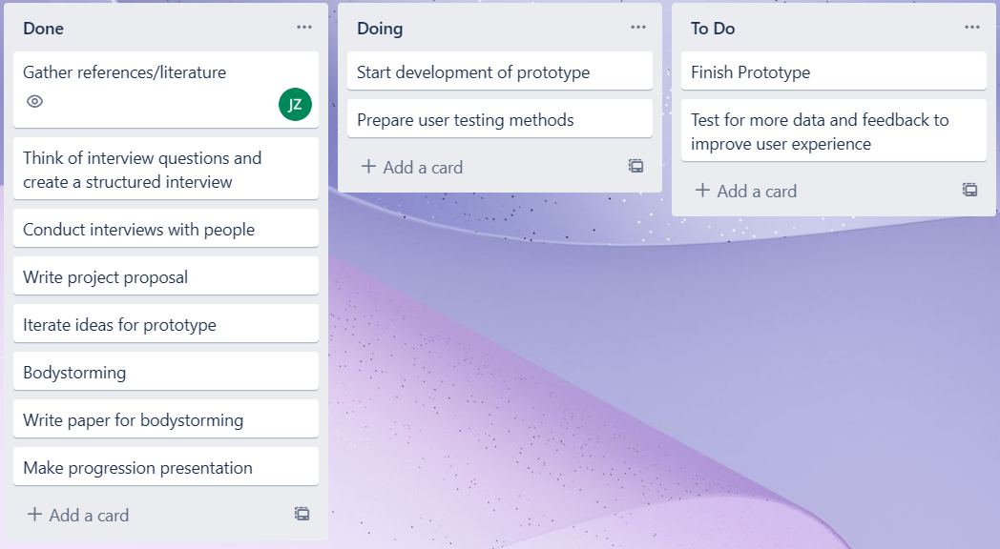 Done
Gather references/literature
JZ
Think of interview questions and
create a structured interview
Conduct interviews with people
Write project proposal
Iterate ideas for prototype
Bodystorming
Write paper for bodystorming
Make progression presentation
+ Add a card
Doing
Start development of prototype
Prepare user testing methods
+ Add a card
To Do
Finish Prototype
Test for more data and feedback to
improve user experience
+ Add a card